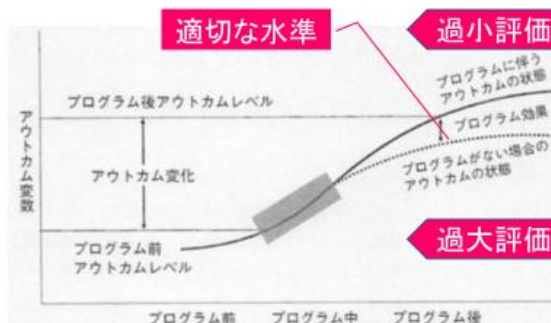 適切な水準
過小評価
プログラムに伴う
アウトカムの状態
プログラム後アウトカムレベル
プログラム効果
プログラムがない場合の
アウトカムの状態
アウトカム変化
アウトカム変数
過大評価
プログラム前
アウトカムレベル
プログラム前
プログラム中
プログラム後